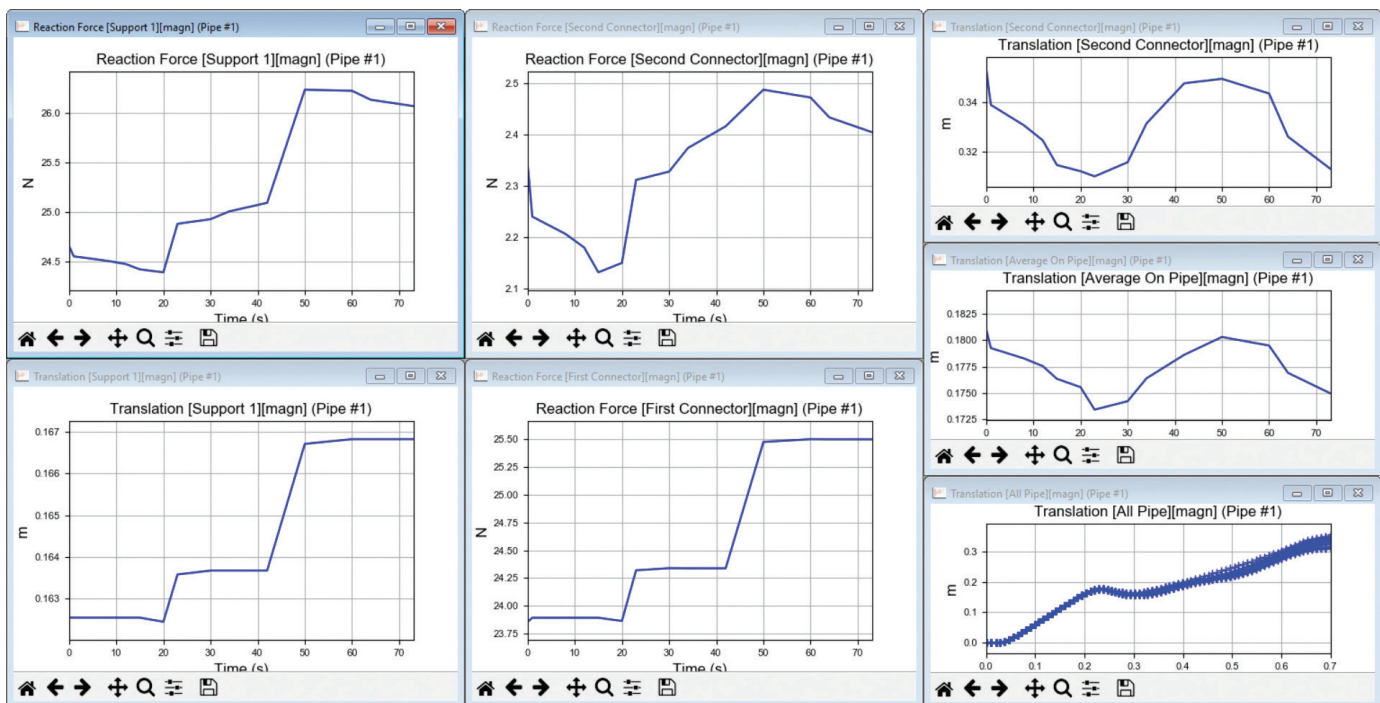 Reaction Force [Support 1][magn] (Pipe #1)
Reaction Force [Support 1][magn] (Pipe #1)
26.0
25.5
25.0
24.5
N
0 10 20 30 40 50 60 70
Time (s)
Reaction Force [Second Connector][magn] (Pipe #1)
Reaction Force [Second Connector][magn] (Pipe #1)
2.5
2.4
2.3
2.2
2.1
N
0 10 20 30 40 50 60 70
Time (s)
Translation [Second Connector][magn] (Pipe #1)
Translation [Second Connector][magn] (Pipe #1)
0.34
0.32
m
0 10 20 30 40 50 60 70
Translation [Average On Pipe][magn] (Pipe #1)
Translation [Average On Pipe][magn] (Pipe #1)
0.1825
0.1800
0.1775
0.1750
0.1725
m
0 10 20 30 40 50 60 70
Translation [Support 1][magn] (Pipe #1)
Translation [Support 1][magn] (Pipe #1)
0.167
0.166
0.165
0.164
0.163
m
0 10 20 30 40 50 60 70
Time (s)
Reaction Force [First Connector][magn] (Pipe #1)
Reaction Force [First Connector][magn] (Pipe #1)
25.50
25.25
25.00
24.75
24.50
24.25
24.00
23.75
N
0 10 20 30 40 50 60 70
Time (s)
Translation [All Pipe][magn] (Pipe #1)
Translation [All Pipe][magn] (Pipe #1)
0.3
0.2
0.1
0.0
m
0.0 0.1 0.2 0.3 0.4 0.5 0.6 0.7